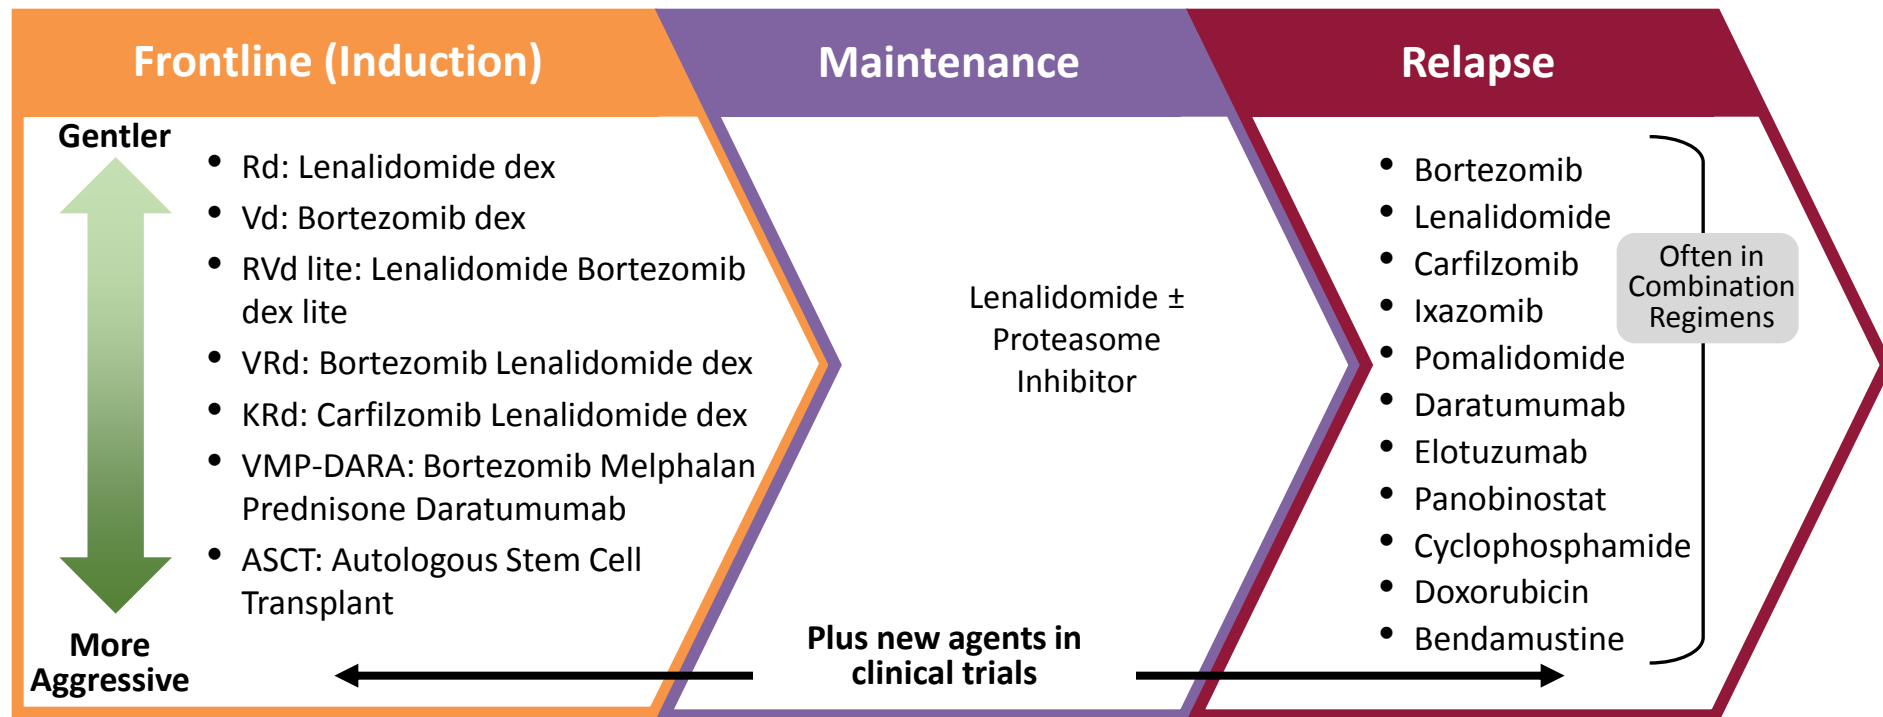 Frontline (Induction)
Gentler
• Rd: Lenalidomide dex
• Vd: Bortezomib dex
• RVd lite: Lenalidomide Bortezomib
dex lite
• VRd: Bortezomib Lenalidomide dex
• KRd: Carfilzomib Lenalidomide dex
• VMP-DARA: Bortezomib Melphalan
Prednisone Daratumumab
• ASCT: Autologous Stem Cell
Transplant
More
Aggressive
Maintenance
Lenalidomide ±
Proteasome
Inhibitor
Plus new agents in
clinical trials
Relapse
• Bortezomib
• Lenalidomide
• Carfilzomib
• Ixazomib
• Pomalidomide
• Daratumumab
• Elotuzumab
• Panobinostat
• Cyclophosphamide
• Doxorubicin
• Bendamustine
Often in
Combination
Regimens